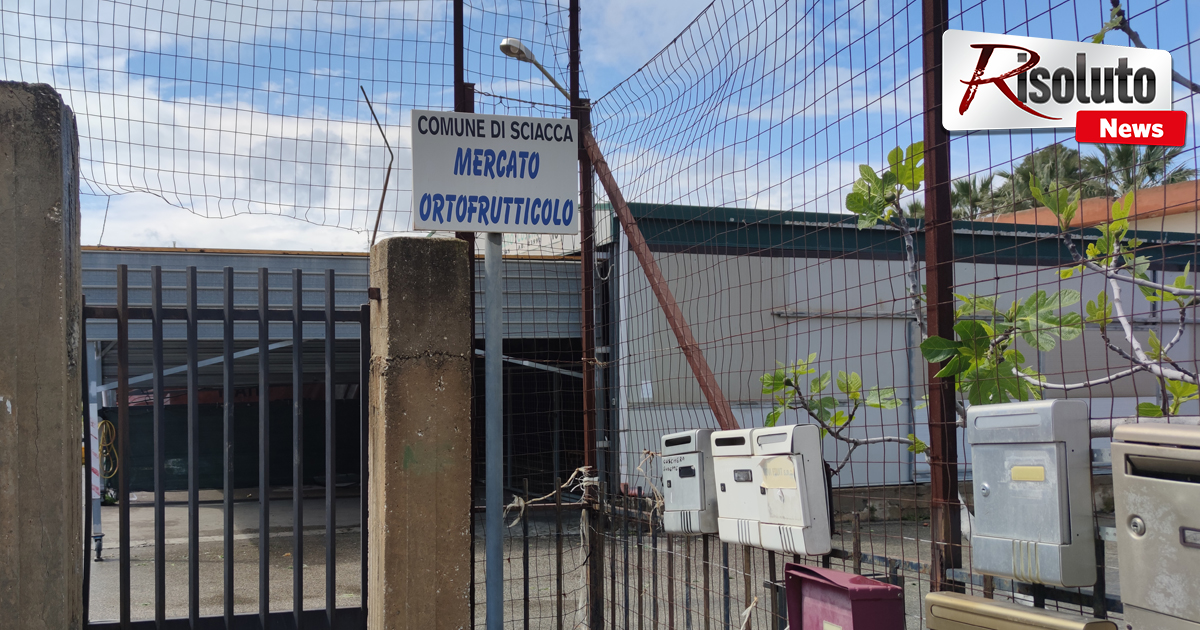 COMUNE DI SCIACCA
MERCATO
ORTOFRUTTICOLO
Risoluto
News